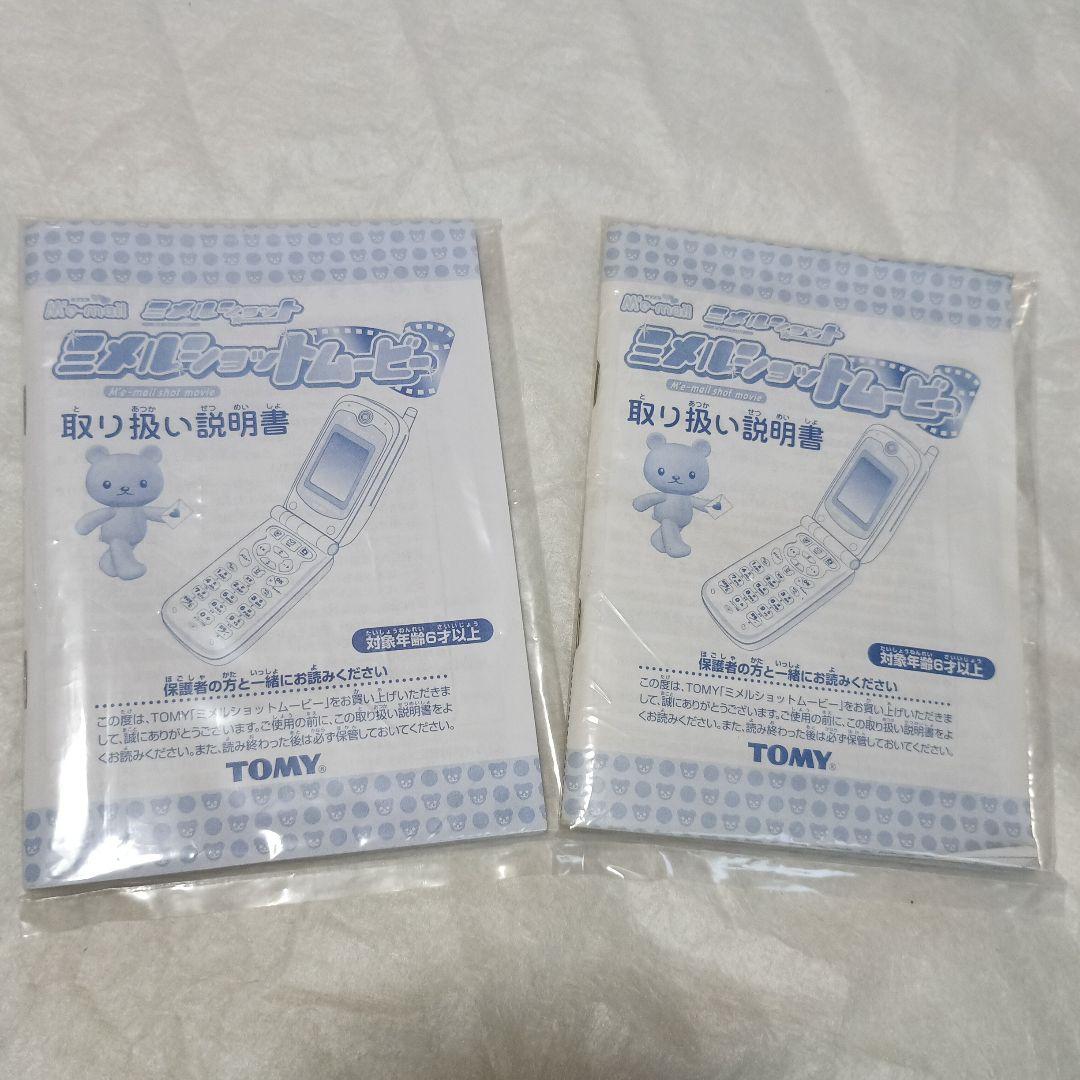 Me-mail ミメルショット
ミメルショットムービー
M'e-mail shot movie
取り扱い説明書
対象年齢6才以上
保護者の方と一緒にお読みください
この度は、TOMY「ミメルショットムービー」をお買い上げいただきま
して、誠にありがとうございます。ご使用の前に、この取り扱い説明書をよ
くお読みください。また、読み終わった後は必ず保管しておいてください。
TOMY®
Me-mail ミメルショット
ミメルショットムービー
M'e-mail shot movie
取り扱い説明書
対象年齢6才以上
保護者の方と一緒にお読みください
この度は、TOMY「ミメルショットムービー」をお買い上げいただきま
して、誠にありがとうございます。ご使用の前に、この取り扱い説明書をよ
くお読みください。また、読み終わった後は必ず保管しておいてください。
TOMY®